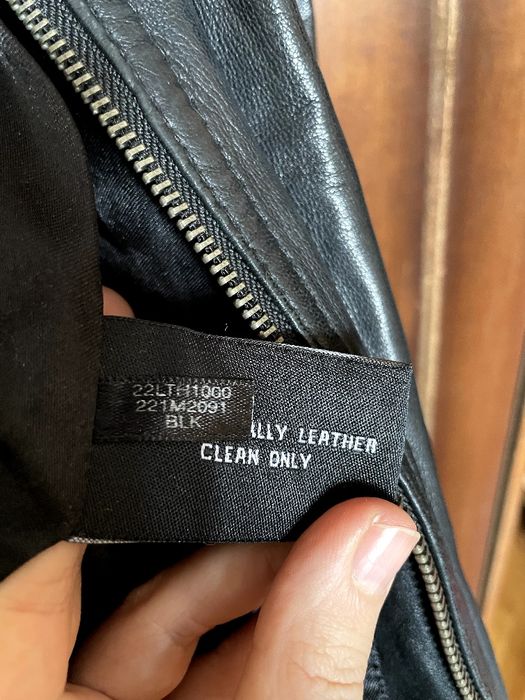 22LTH1000
221M2091
BLK
LLY LEATHER
CLEAN ONLY